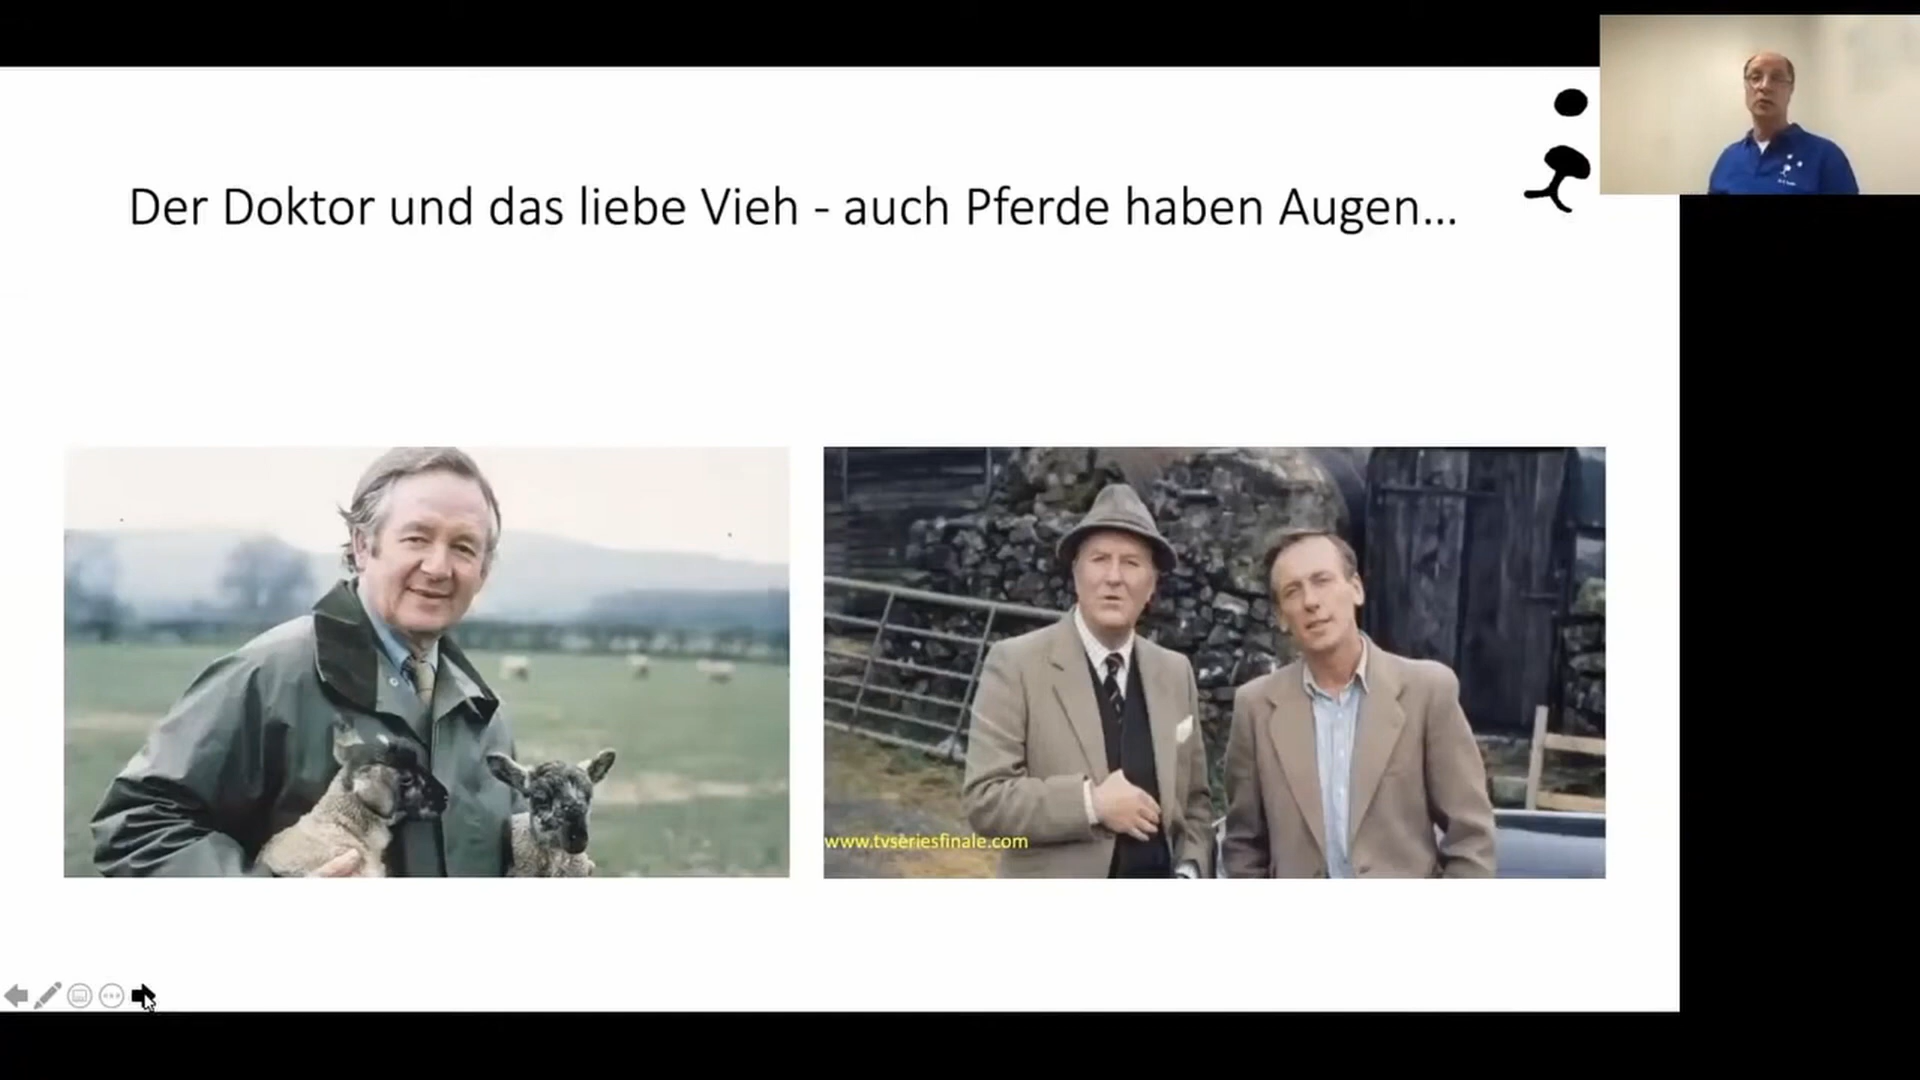 Der Doktor und das liebe Vieh - auch Pferde haben Augen...
www.tvseriesfinale.com